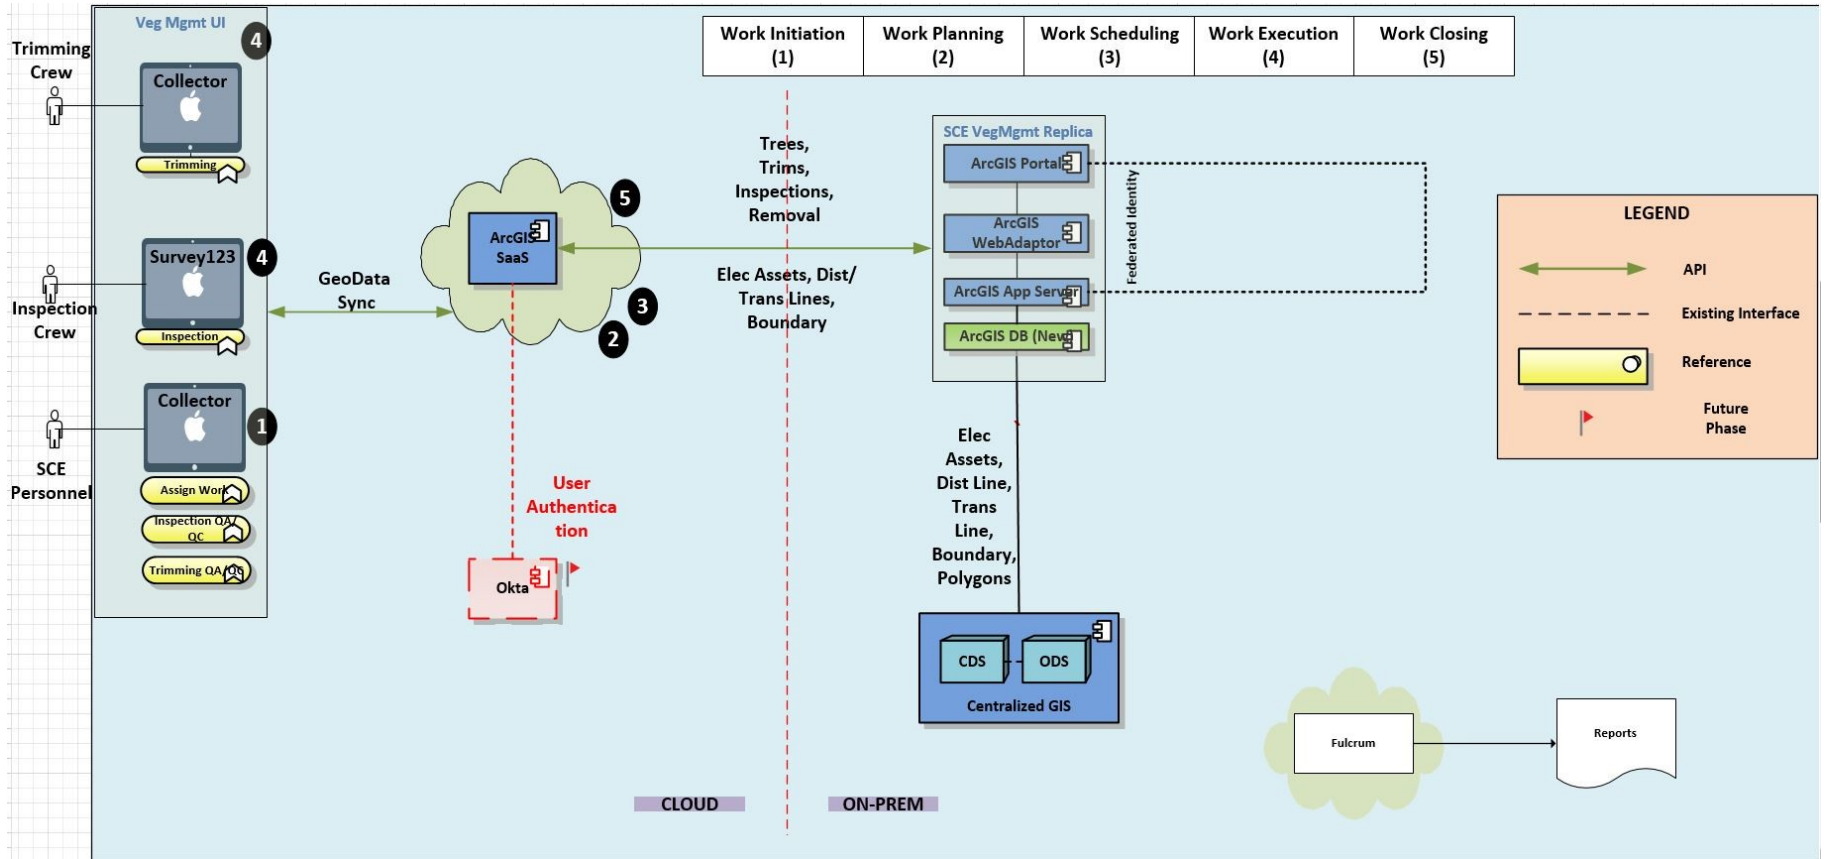 Veg Mgmt UI
4
Trimming
Crew
Collector
Trimming
Survey123
4
Inspection
Crew
Inspection
Collector
1
SCE
Personnel
Assign Work
Inspection QA/
QC
Trimming QA/QC
GeoData
Sync
ArcGIS
SaaS
5
3
2
User
Authentica
tion
Okta
Work Initiation
(1)
Work Planning
(2)
Work Scheduling
(3)
Work Execution
(4)
Work Closing
(5)
Trees,
Trims,
Inspections,
Removal
Elec Assets, Dist/
Trans Lines,
Boundary
SCE VegMgmt Replica
ArcGIS Portal
ArcGIS
WebAdaptor
ArcGIS App Server
ArcGIS DB (New
Federated Identity
Elec
Assets,
Dist Line,
Trans
Line,
Boundary,
Polygons
CDS
ODS
Centralized GIS
LEGEND
API
Existing Interface
Reference
Future
Phase
Fulcrum
Reports
CLOUD
ON-PREM